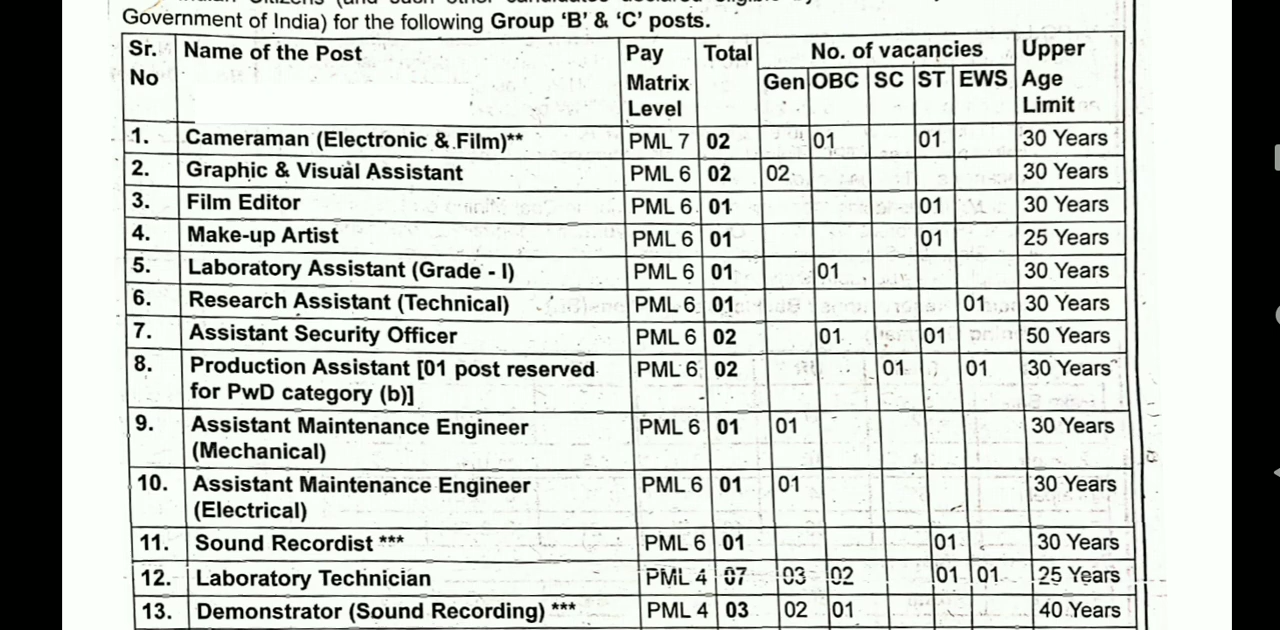 Government of India) for the following Group ‘B’ & ‘C’ posts.
Sr. No Name of the Post Pay Matrix Level Total No. of vacancies Upper Age Limit
Gen OBC SC ST EWS
1. Cameraman (Electronic & Film)** PML 7 02 01 01 30 Years
2. Graphic & Visual Assistant PML 6 02 02 30 Years
3. Film Editor PML 6 01 01 30 Years
4. Make-up Artist PML 6 01 01 25 Years
5. Laboratory Assistant (Grade - I) PML 6 01 01 30 Years
6. Research Assistant (Technical) PML 6 01 01 30 Years
7. Assistant Security Officer PML 6 02 01 01 50 Years
8. Production Assistant [01 post reserved PML 6 02 01 01 30 Years
for PwD category (b)]
9. Assistant Maintenance Engineer PML 6 01 01 30 Years
(Mechanical)
10. Assistant Maintenance Engineer PML 6 01 01 30 Years
(Electrical)
11. Sound Recordist *** PML 6 01 01 30 Years
12. Laboratory Technician PML 4 07 03 02 01 01 25 Years
13. Demonstrator (Sound Recording) *** PML 4 03 02 01 40 Years